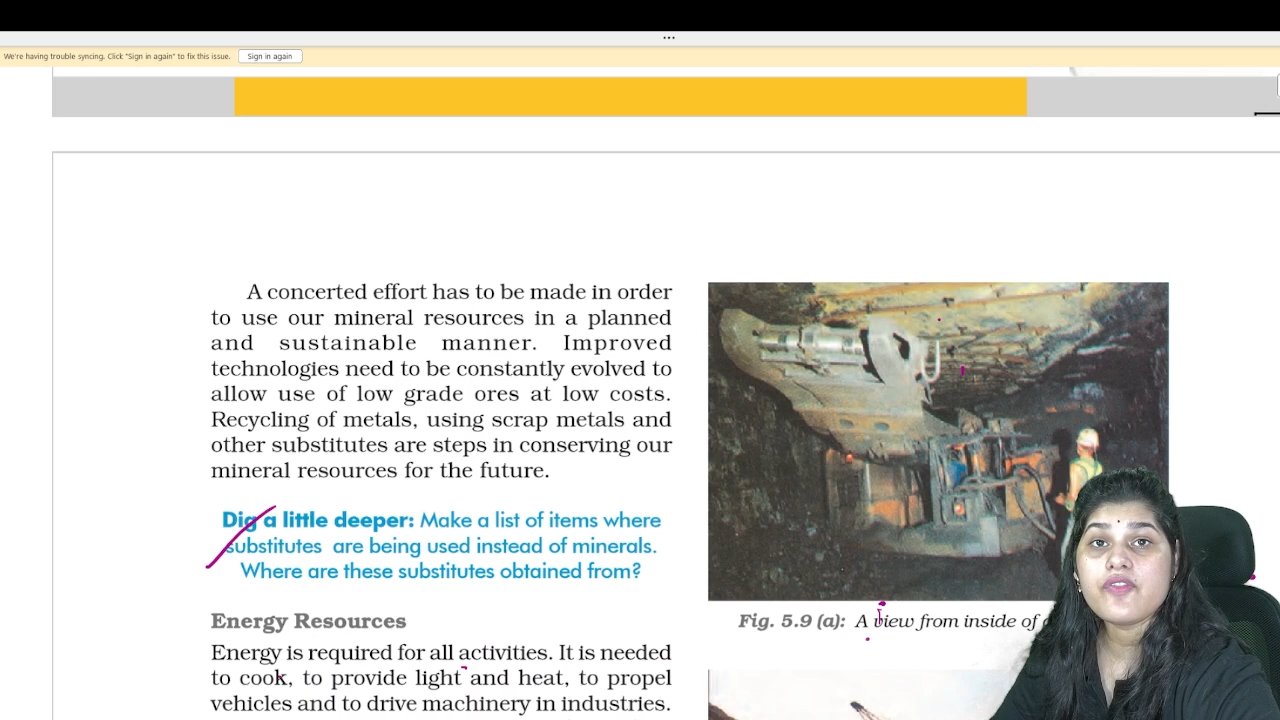 We're having trouble syncing. Click "Sign in again" to fix this issue.
Sign in again
A concerted effort has to be made in order
to use our mineral resources in a planned
and sustainable manner. Improved
technologies need to be constantly evolved to
allow use of low grade ores at low costs.
Recycling of metals, using scrap metals and
other substitutes are steps in conserving our
mineral resources for the future.
Dig a little deeper: Make a list of items where
substitutes are being used instead of minerals.
Where are these substitutes obtained from?
Energy Resources
Energy is required for all activities. It is needed
to cook, to provide light and heat, to propel
vehicles and to drive machinery in industries.
Fig. 5.9 (a): A view from inside of